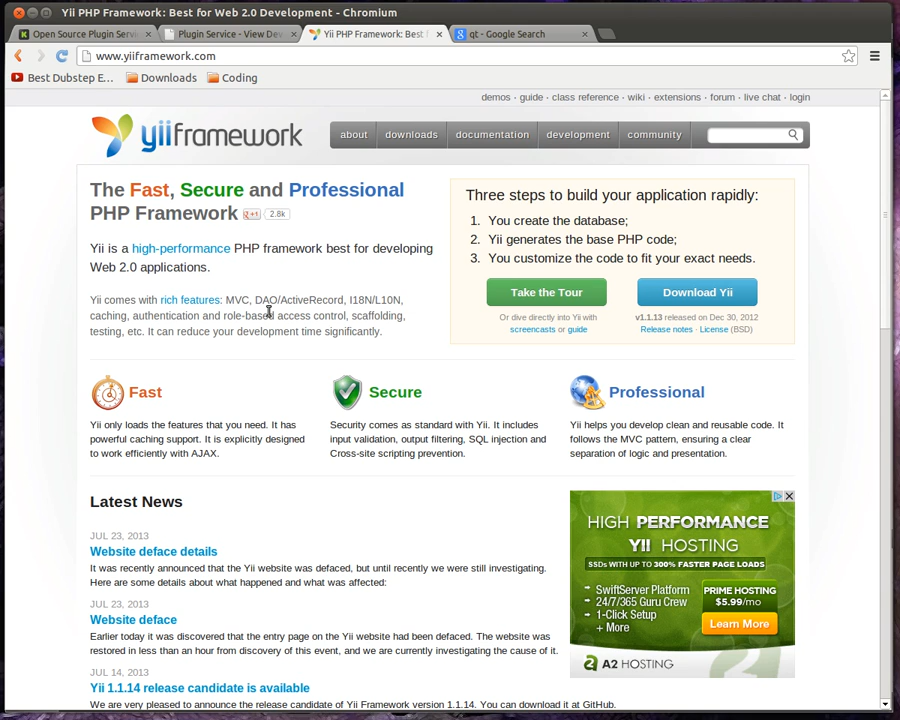 Yii PHP Framework: Best for Web 2.0 Development - Chromium
Open Source Plugin Servi
Plugin Service - View Dev
Yii PHP Framework: Best f
qt - Google Search
www.yiiframework.com
Best Dubstep E...
Downloads
Coding
demos · guide · class reference · wiki · extensions · forum · live chat · login
yiiframework
about
downloads
documentation
development
community
The Fast, Secure and Professional
PHP Framework
+1
2.8k
Yii is a high-performance PHP framework best for developing
Web 2.0 applications.
Yii comes with rich features: MVC, DAO/ActiveRecord, I18N/L10N,
caching, authentication and role-based access control, scaffolding,
testing, etc. It can reduce your development time significantly.
Three steps to build your application rapidly:
1. You create the database;
2. Yii generates the base PHP code;
3. You customize the code to fit your exact needs.
Take the Tour
Or dive directly into Yii with
screencasts or guide
Download Yii
v1.1.13 released on Dec 30, 2012
Release notes · License (BSD)
Fast
Yii only loads the features that you need. It has
powerful caching support. It is explicitly designed
to work efficiently with AJAX.
Secure
Security comes as standard with Yii. It includes
input validation, output filtering, SQL injection and
Cross-site scripting prevention.
Professional
Yii helps you develop clean and reusable code. It
follows the MVC pattern, ensuring a clear
separation of logic and presentation.
Latest News
JUL 23, 2013
Website deface details
It was recently announced that the Yii website was defaced, but until recently we were still investigating.
Here are some details about what happened and what was affected:
JUL 23, 2013
Website deface
Earlier today it was discovered that the entry page on the Yii website had been defaced. The website was
restored in less than an hour from discovery of this event, and we are currently investigating the cause of it.
JUL 14, 2013
Yii 1.1.14 release candidate is available
We are very pleased to announce the release candidate of Yii Framework version 1.1.14. You can download it at GitHub.
HIGH PERFORMANCE
YII HOSTING
SSDs WITH UP TO 300% FASTER PAGE LOADS
SwiftServer Platform
24/7/365 Guru Crew
1-Click Setup
+ More
PRIME HOSTING
$5.99/mo
Learn More
A2 HOSTING